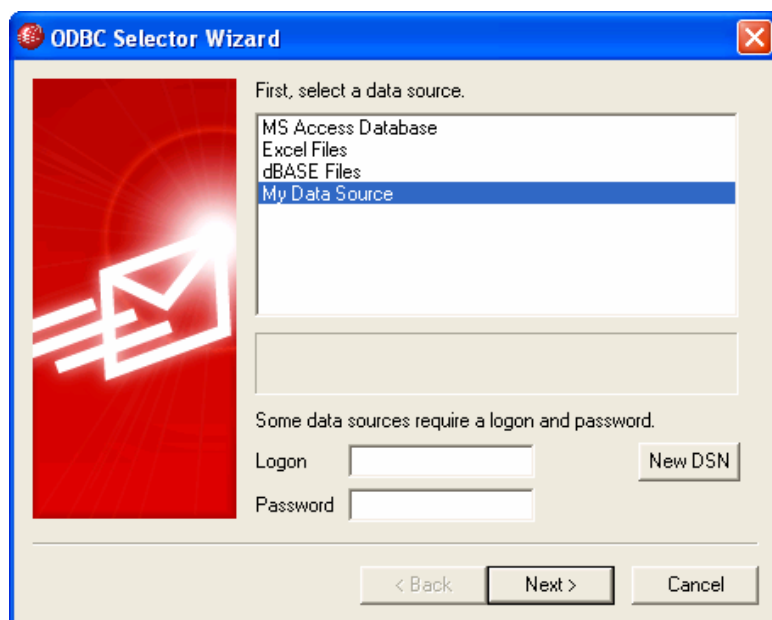 ODBC Selector Wizard
First, select a data source.
MS Access Database
Excel Files
dBASE Files
My Data Source
Some data sources require a logon and password.
Logon
New DSN
Password
< Back
Next >
Cancel